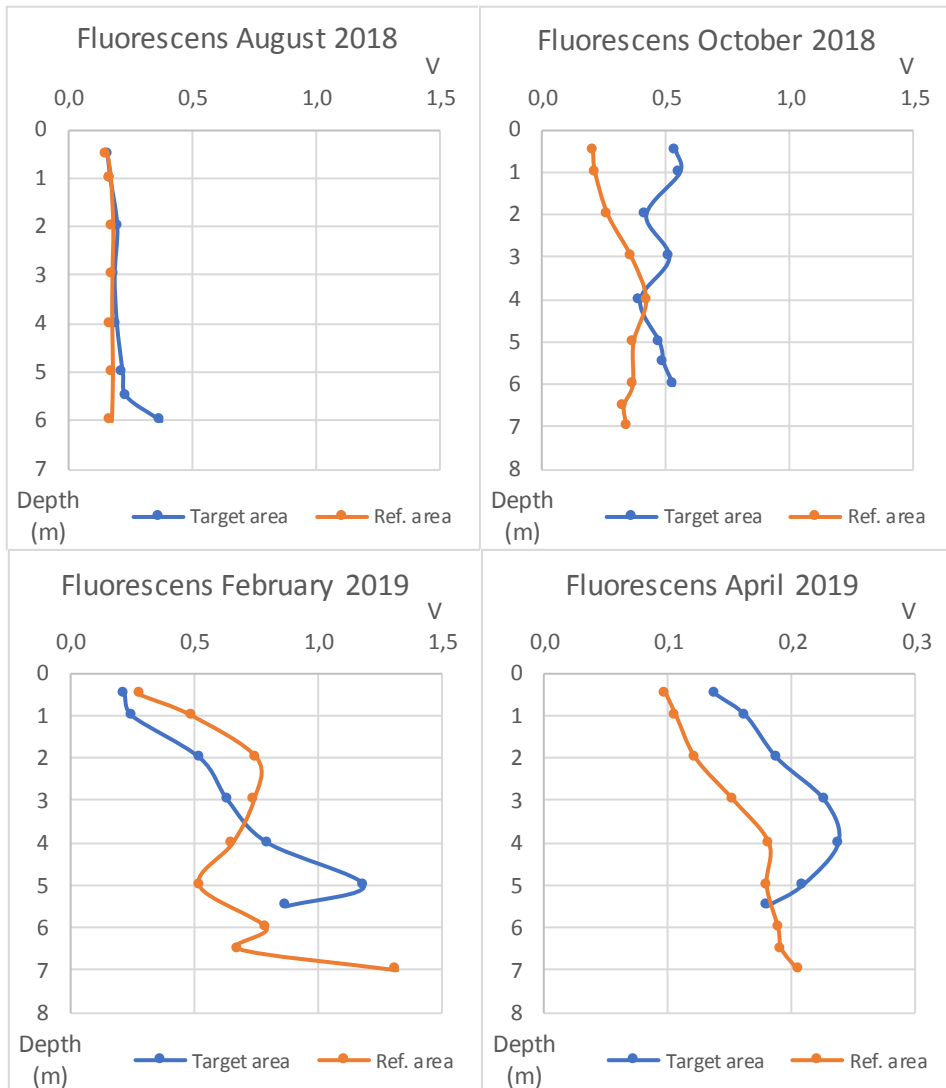 Fluorescens August 2018
V
0,0 0,5 1,0 1,5
0
1
2
3
4
5
6
7
Depth
(m)
Target area Ref. area
Fluorescens October 2018
V
0,0 0,5 1,0 1,5
0
1
2
3
4
5
6
7
8
Depth
(m)
Target area Ref. area
Fluorescens February 2019
V
0,0 0,5 1,0 1,5
0
1
2
3
4
5
6
7
8
Depth
(m)
Target area Ref. area
Fluorescens April 2019
V
0,0 0,1 0,2 0,3
0
1
2
3
4
5
6
7
8
Depth
(m)
Target area Ref. area